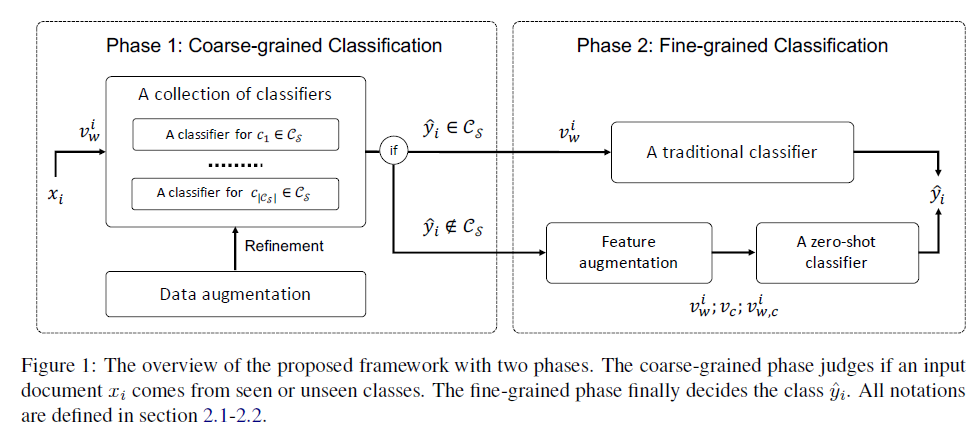 Phase 1: Coarse-grained Classification
A collection of classifiers
A classifier for c₁ ∈ 𝒞_𝒮
.........
A classifier for c_|𝒞_𝒮| ∈ 𝒞_𝒮
v_w^i
x_i
Refinement
Data augmentation
if
ŷ_i ∈ 𝒞_𝒮
ŷ_i ∉ 𝒞_𝒮
Phase 2: Fine-grained Classification
v_w^i
A traditional classifier
Feature
augmentation
A zero-shot
classifier
v_w^i; v_c; v_{w,c}^i
ŷ_i
Figure 1: The overview of the proposed framework with two phases. The coarse-grained phase judges if an input
document x_i comes from seen or unseen classes. The fine-grained phase finally decides the class ŷ_i. All notations
are defined in section 2.1-2.2.